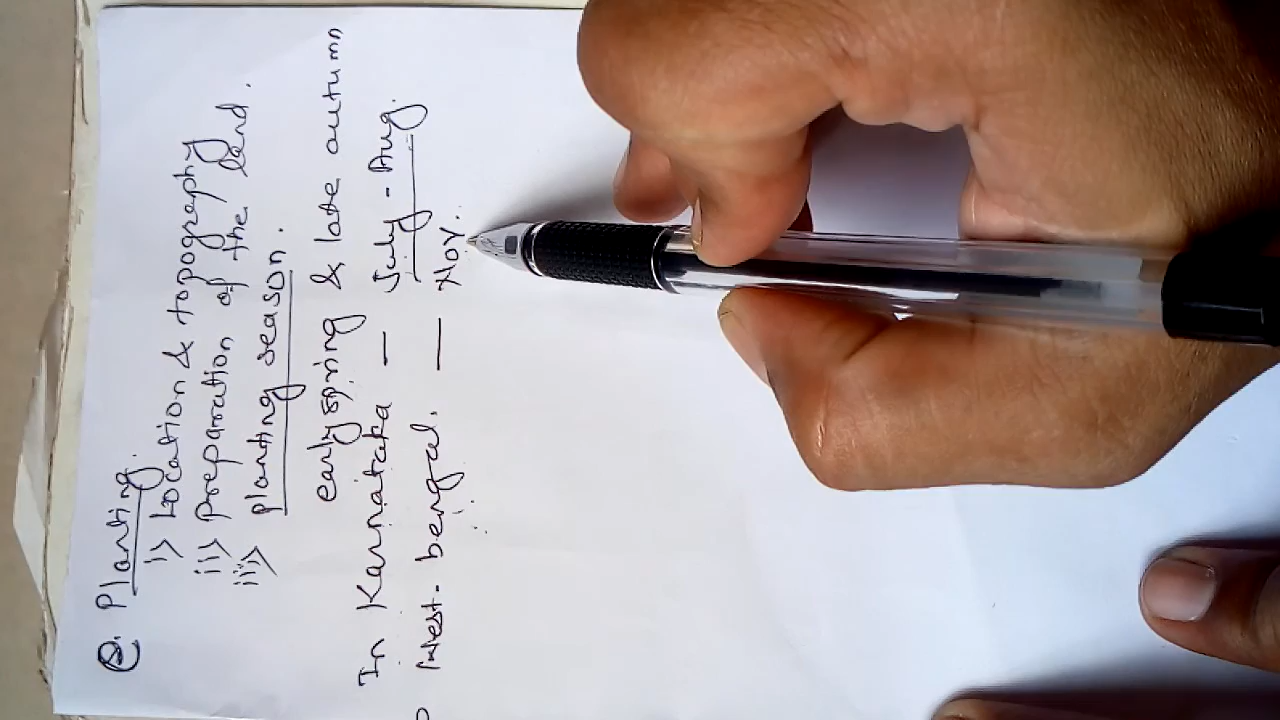 @. Planting.
i> Location & topography
ii> preparation of the land.
iii> planting season.
early spring & late autumn
In Karnataka — July - Aug.
West - bengal. — Nov.